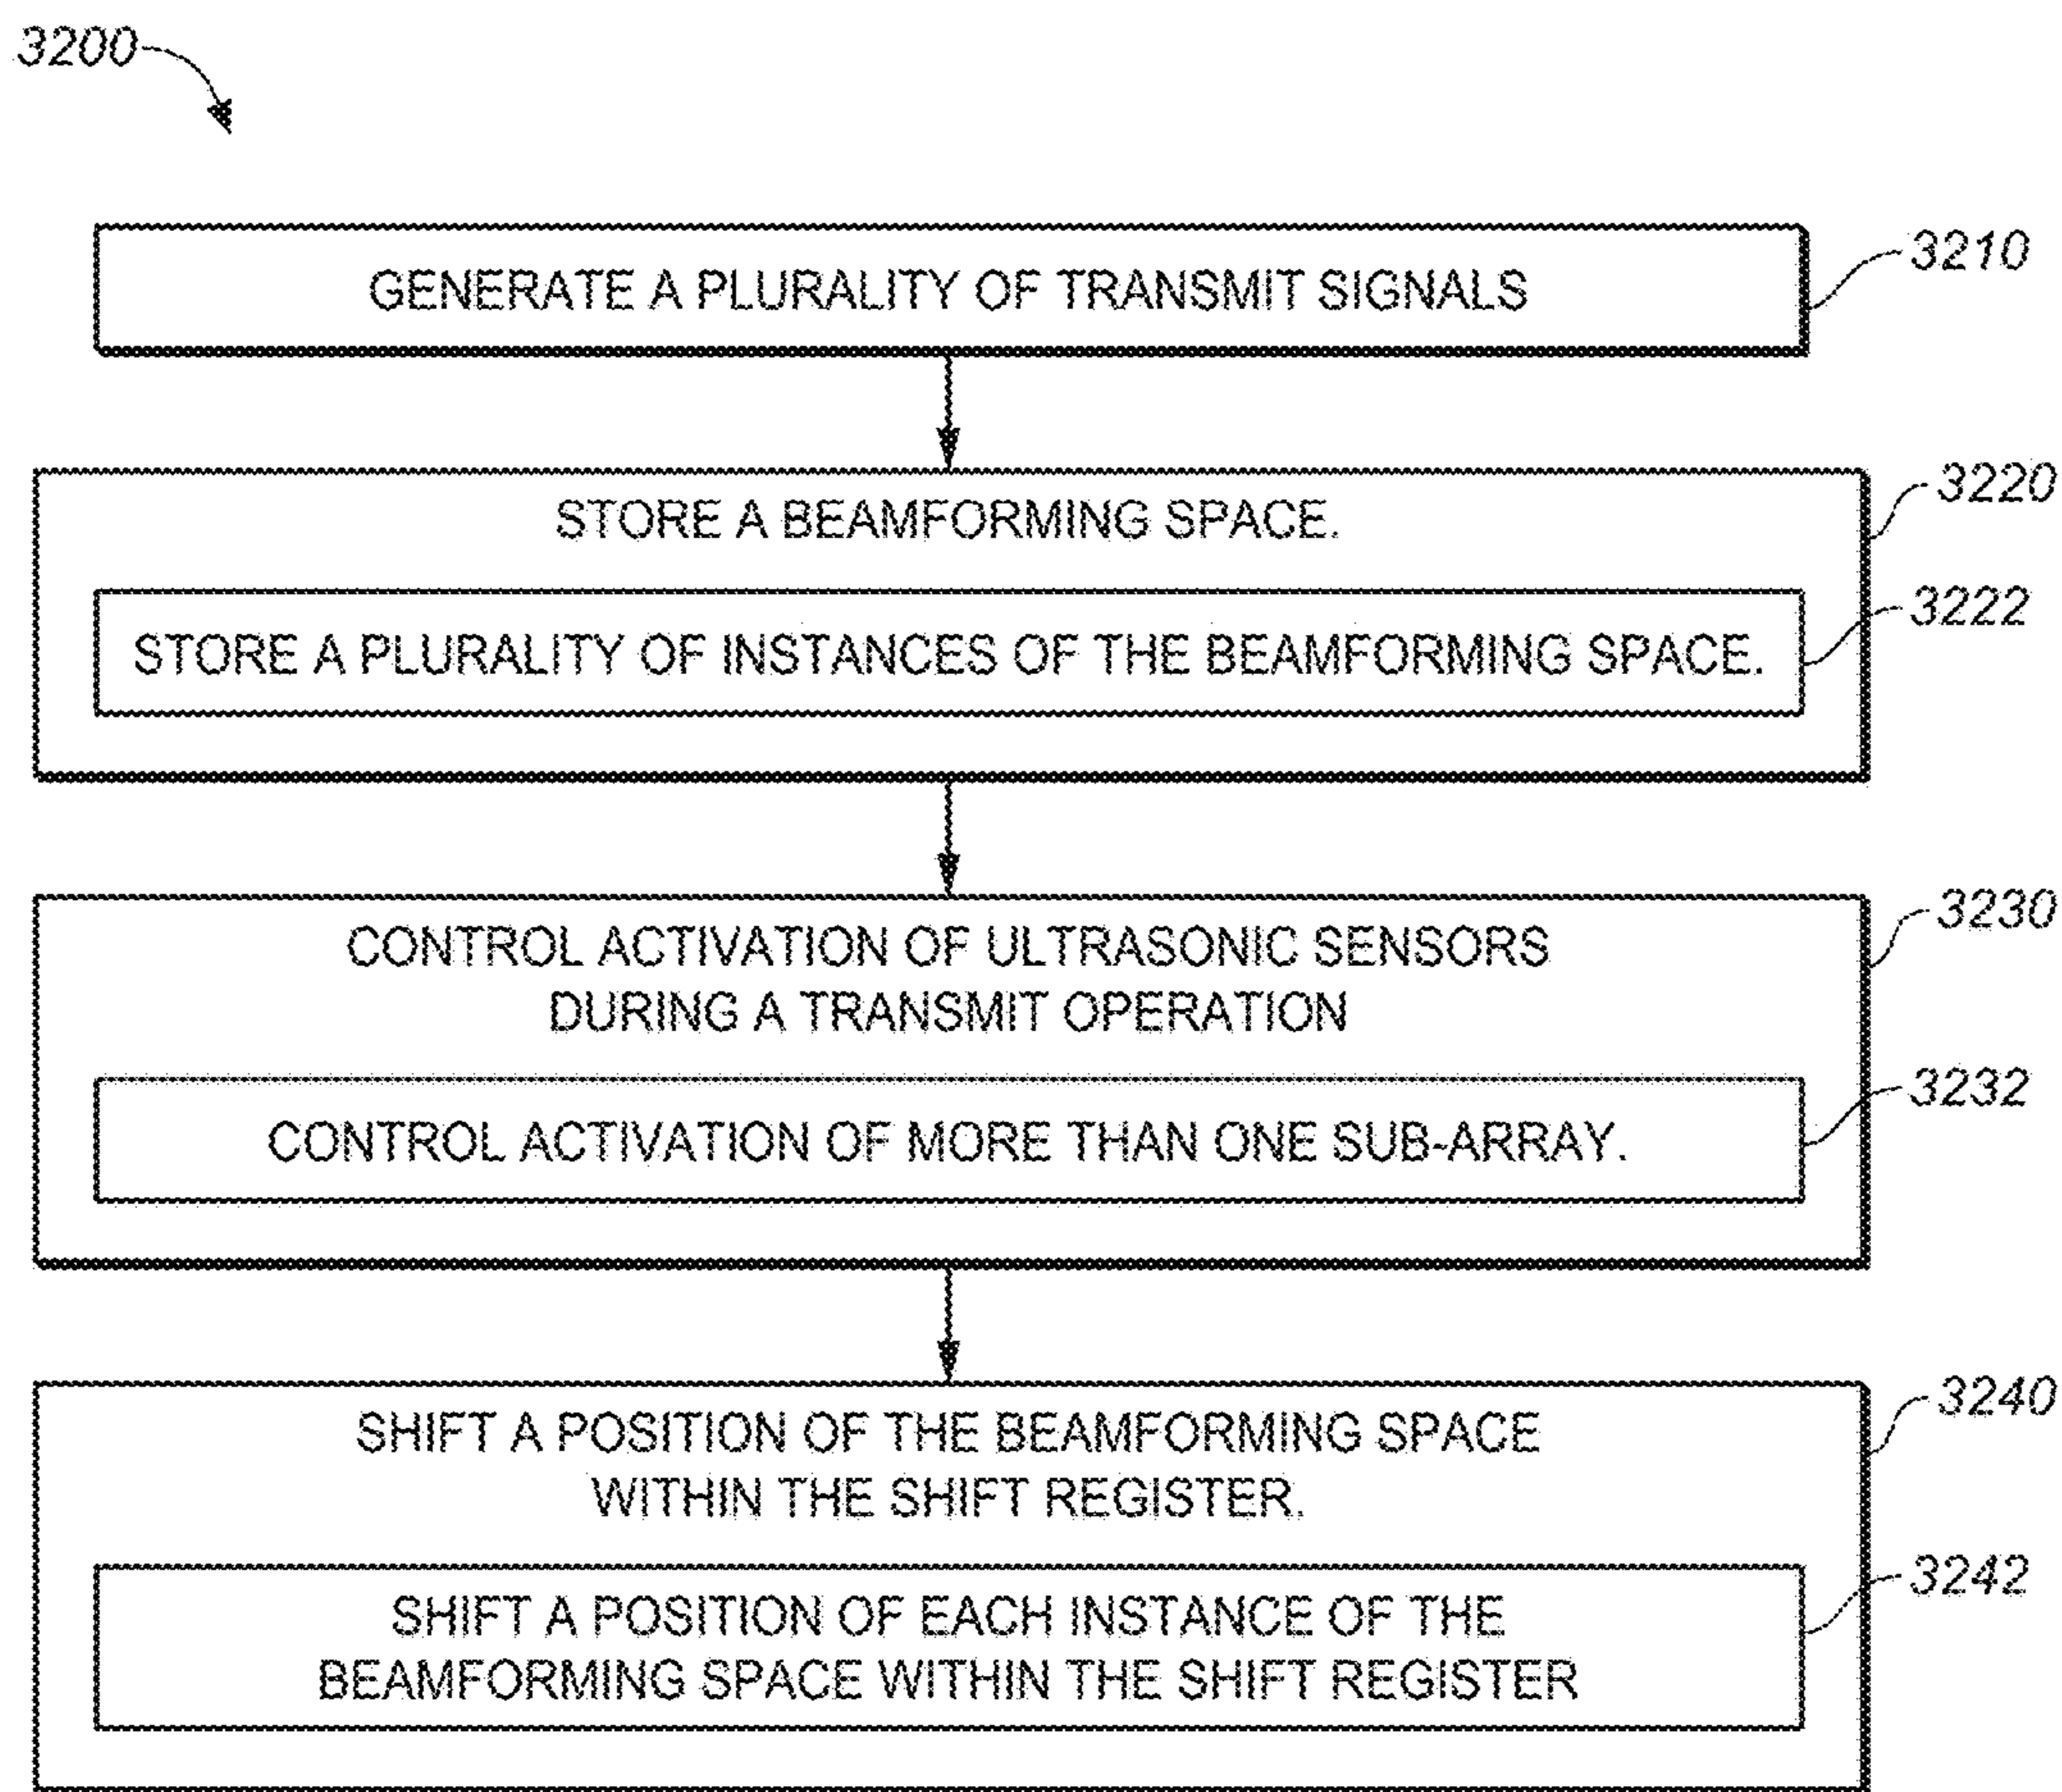 3200
GENERATE A PLURALITY OF TRANSMIT SIGNALS
3210
STORE A BEAMFORMING SPACE.
3220
STORE A PLURALITY OF INSTANCES OF THE BEAMFORMING SPACE.
3222
CONTROL ACTIVATION OF ULTRASONIC SENSORS
DURING A TRANSMIT OPERATION
3230
CONTROL ACTIVATION OF MORE THAN ONE SUB-ARRAY.
3232
SHIFT A POSITION OF THE BEAMFORMING SPACE
WITHIN THE SHIFT REGISTER.
3240
SHIFT A POSITION OF EACH INSTANCE OF THE
BEAMFORMING SPACE WITHIN THE SHIFT REGISTER
3242